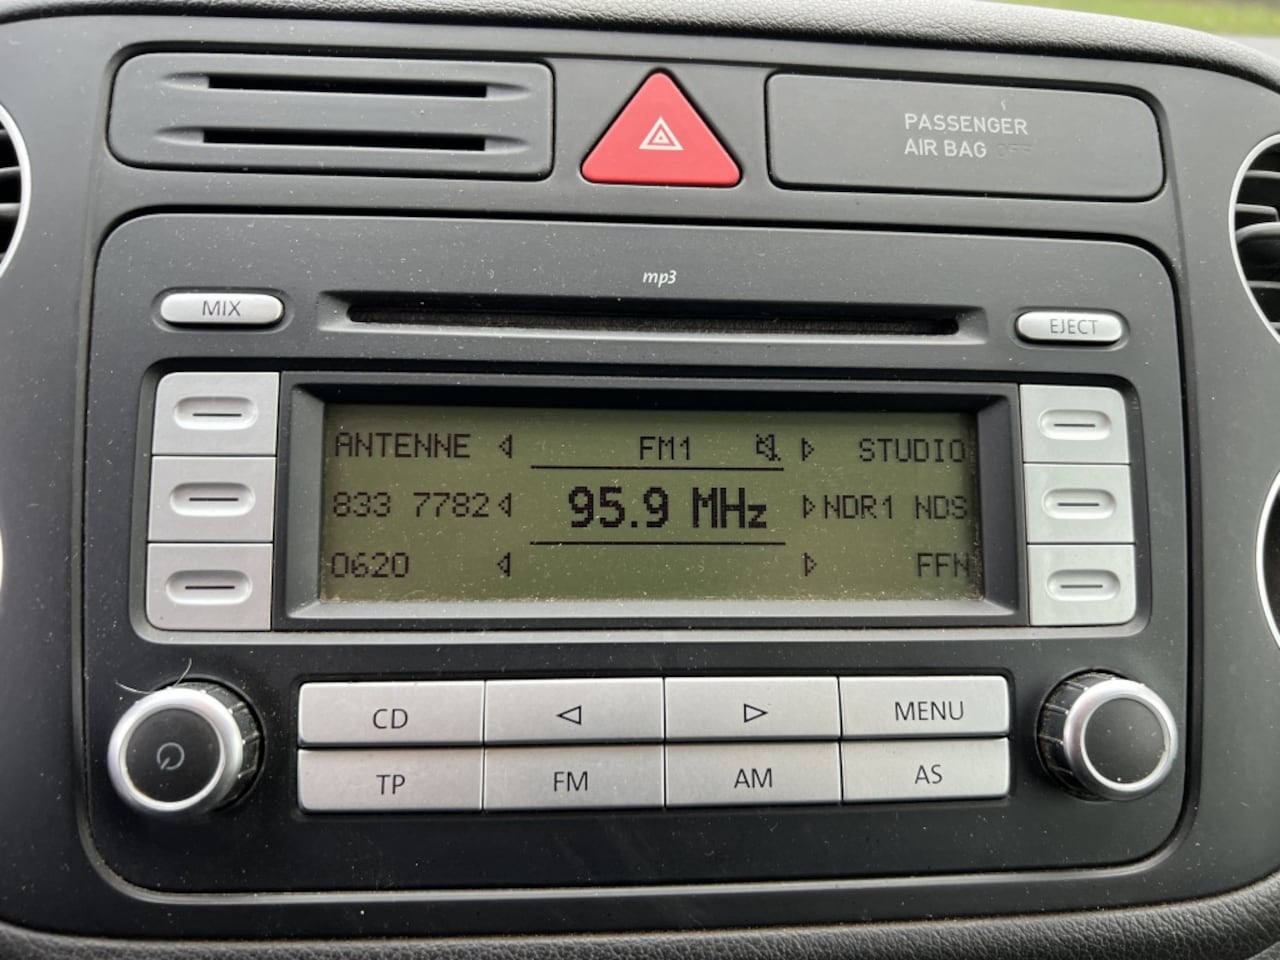 PASSENGER
AIR BAG OFF
mp3
MIX
EJECT
ANTENNE FM1 STUDIO
833 7782 95.9 MHz NDR1 NDS
0620 FFN
CD MENU
TP FM AM AS